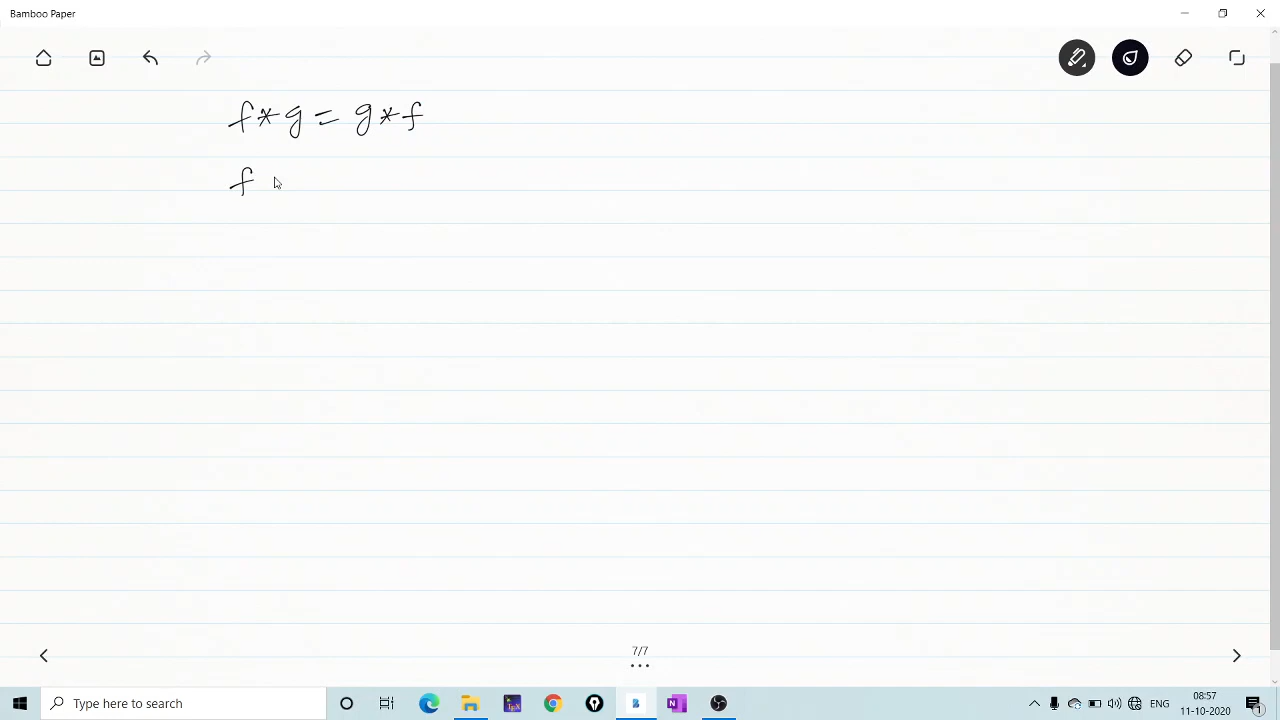 Bamboo Paper
f*g = g*f
f
7/7
Type here to search
ENG
08:57
11-10-2020